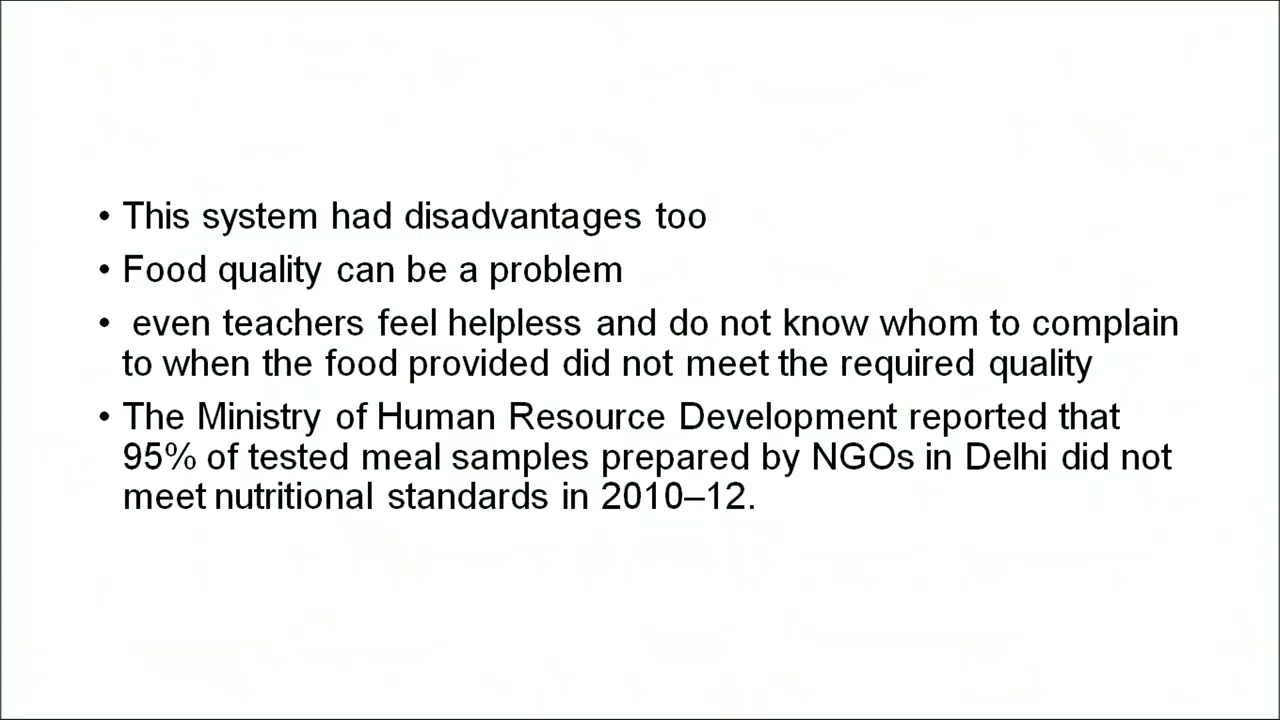 • This system had disadvantages too
• Food quality can be a problem
• even teachers feel helpless and do not know whom to complain
to when the food provided did not meet the required quality
• The Ministry of Human Resource Development reported that
95% of tested meal samples prepared by NGOs in Delhi did not
meet nutritional standards in 2010–12.